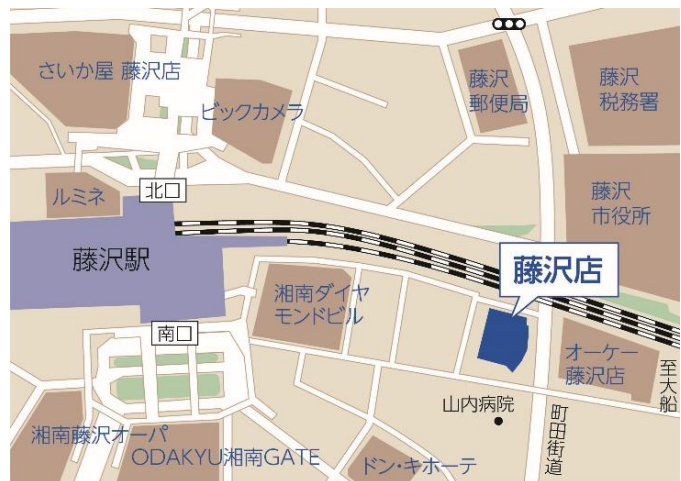 さいか屋 藤沢店
ビックカメラ
藤沢
郵便局
藤沢
税務署
ルミネ
北口
藤沢
市役所
藤沢駅
藤沢店
湘南ダイヤ
モンドビル
南口
オーケー
藤沢店
至大船
山内病院
町田街道
湘南藤沢オーパ
ODAKYU湘南GATE
ドン・キホーテ